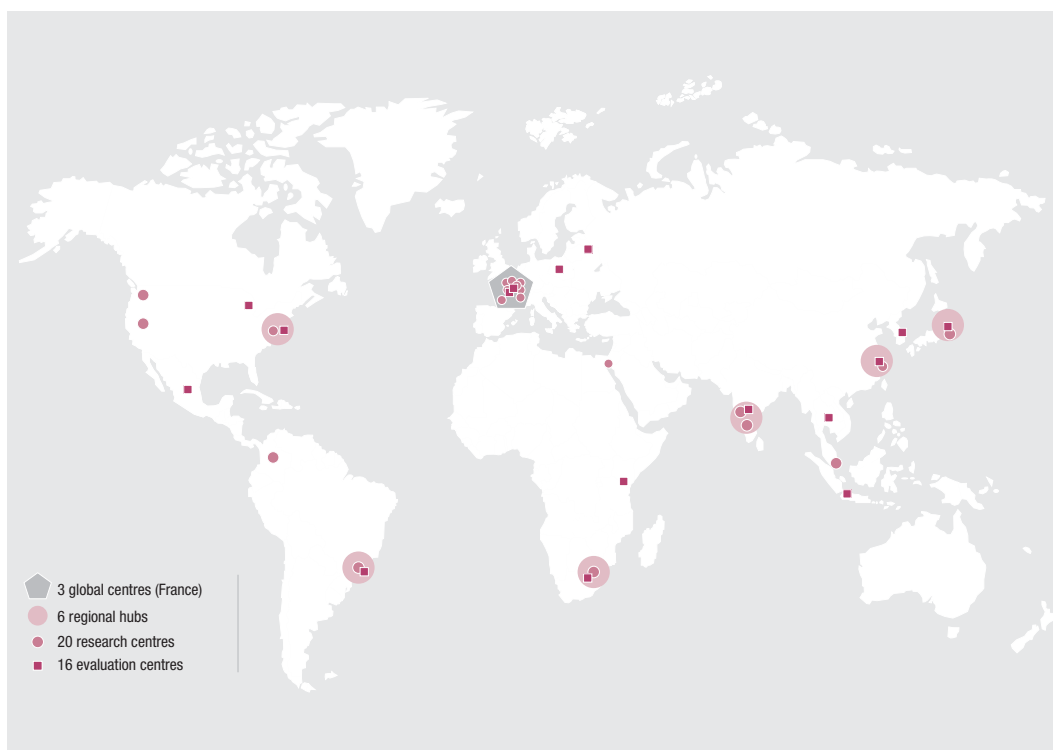 3 global centres (France)
6 regional hubs
20 research centres
16 evaluation centres